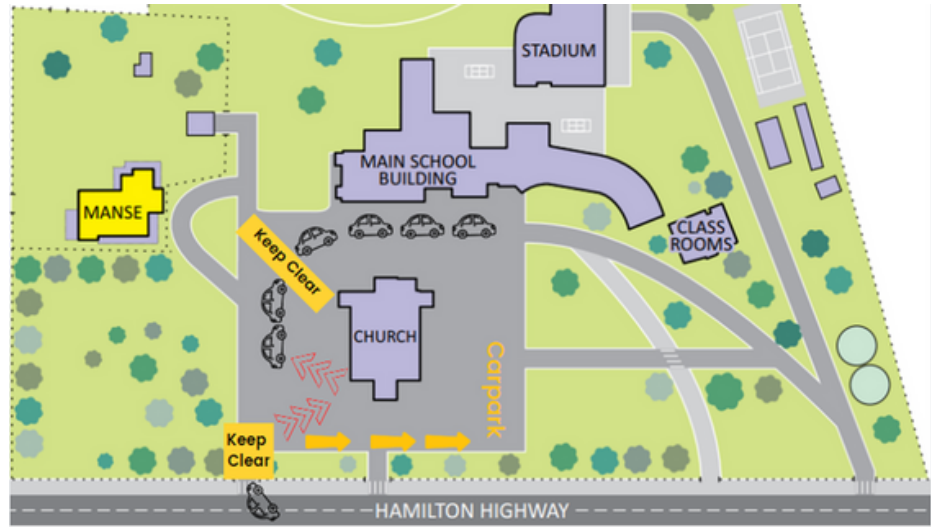 STADIUM
MAIN SCHOOL
BUILDING
MANSE
CLASS
ROOMS
Keep Clear
CHURCH
Carpark
Keep
Clear
HAMILTON HIGHWAY